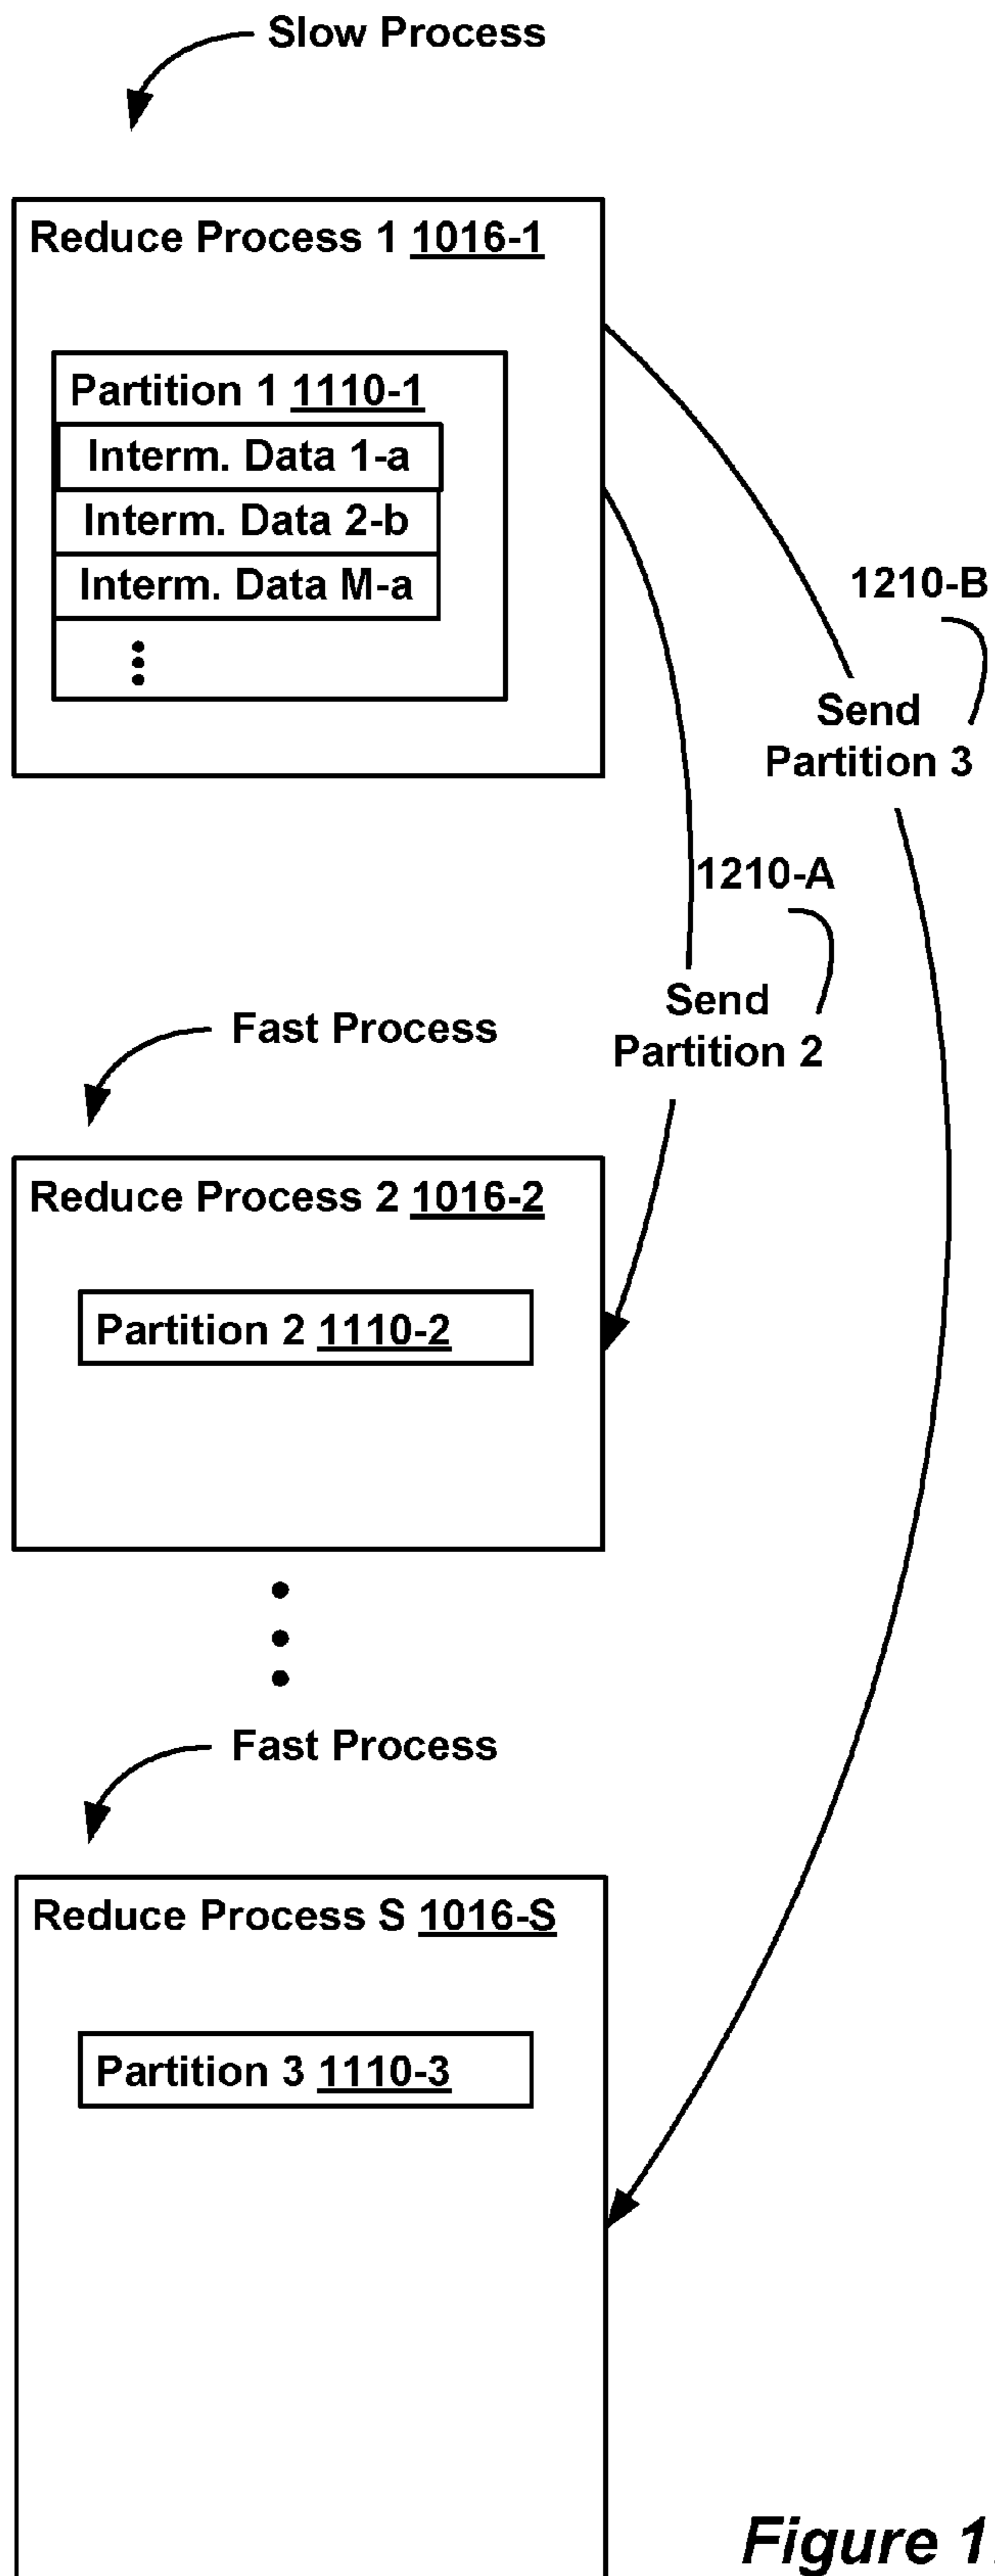 Slow Process
Reduce Process 1 1016-1
Partition 1 1110-1
Interm. Data 1-a
Interm. Data 2-b
Interm. Data M-a
1210-B
Send
Partition 3
1210-A
Send
Partition 2
Fast Process
Reduce Process 2 1016-2
Partition 2 1110-2
Fast Process
Reduce Process S 1016-S
Partition 3 1110-3
Figure 1